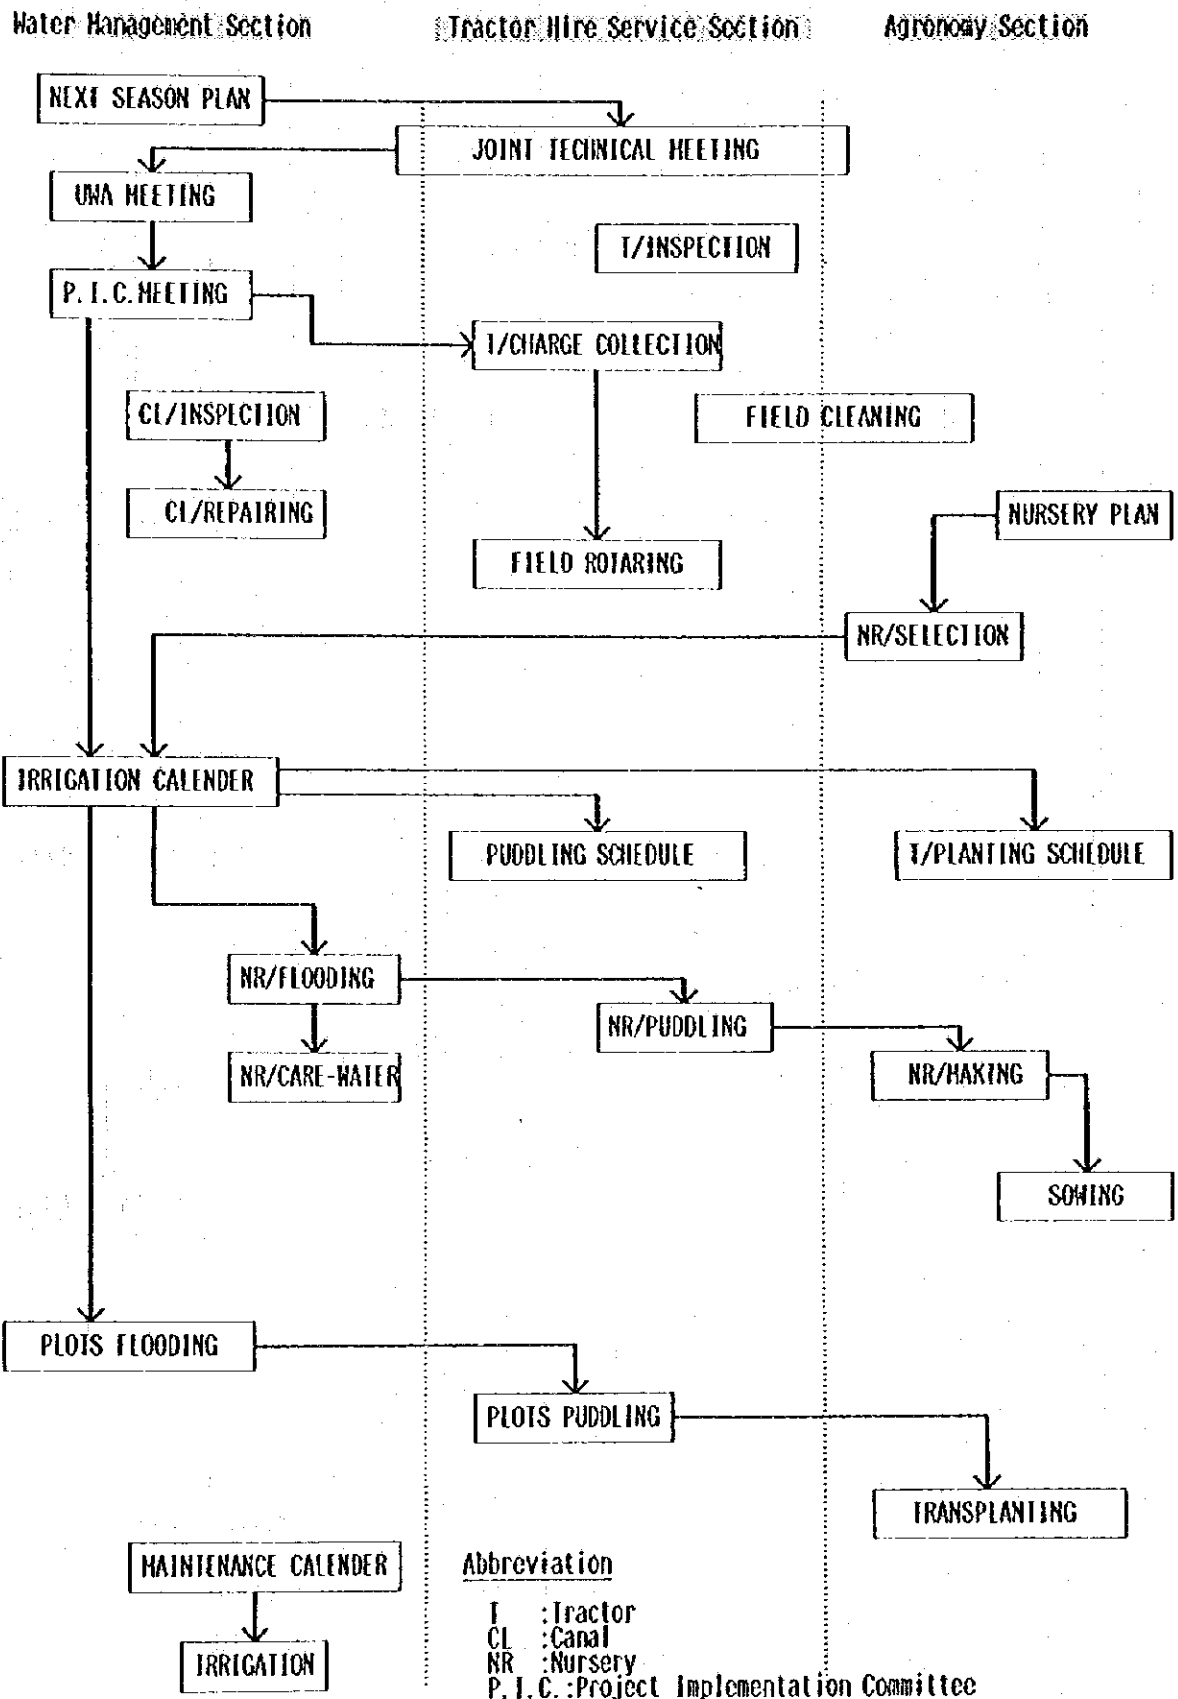 Water Management Section Tractor Hire Service Section Agronomy Section
NEXT SEASON PLAN
JOINT TECHNICAL MEETING
UWA MEETING
T/INSPECTION
P.I.C.MEETING
T/CHARGE COLLECTION
CL/INSPECTION
FIELD CLEANING
CL/REPAIRING
NURSERY PLAN
FIELD ROTARING
NR/SELECTION
IRRIGATION CALENDER
PUDDLING SCHEDULE
T/PLANTING SCHEDULE
NR/FLOODING
NR/PUDDLING
NR/CARE-WATER
NR/MAKING
SOWING
PLOTS FLOODING
PLOTS PUDDLING
TRANSPLANTING
MAINTENANCE CALENDER
IRRIGATION
Abbreviation
T :Tractor
CL :Canal
NR :Nursery
P.I.C.:Project Implementation Committee